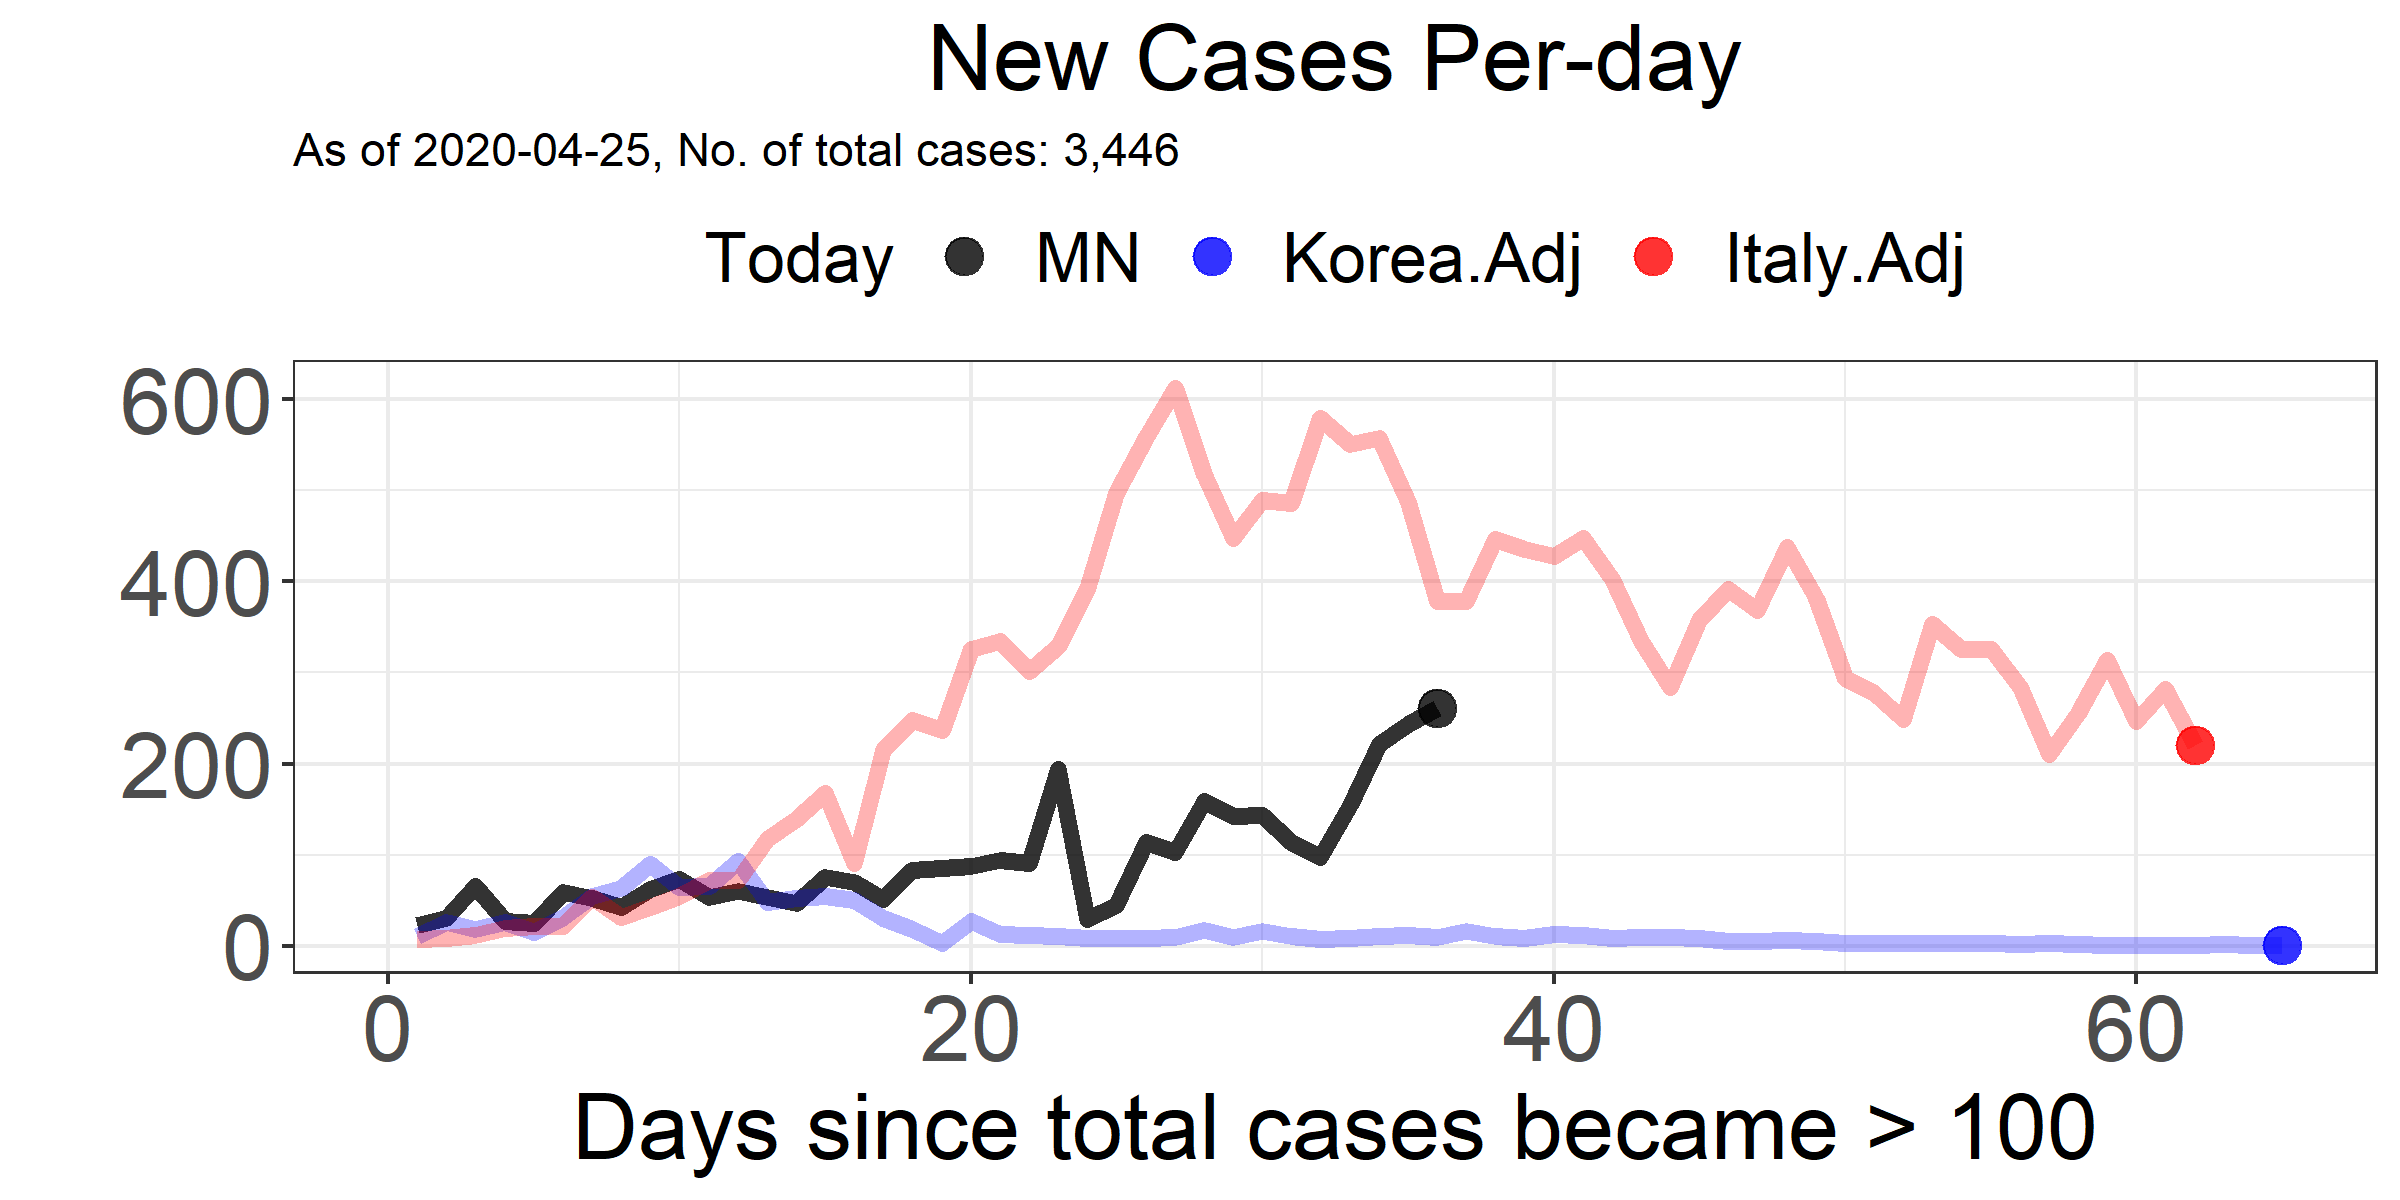 New Cases Per-day
As of 2020-04-25, No. of total cases: 3,446
Today MN Korea.Adj Italy.Adj
600
400
200
0
0 20 40 60
Days since total cases became > 100